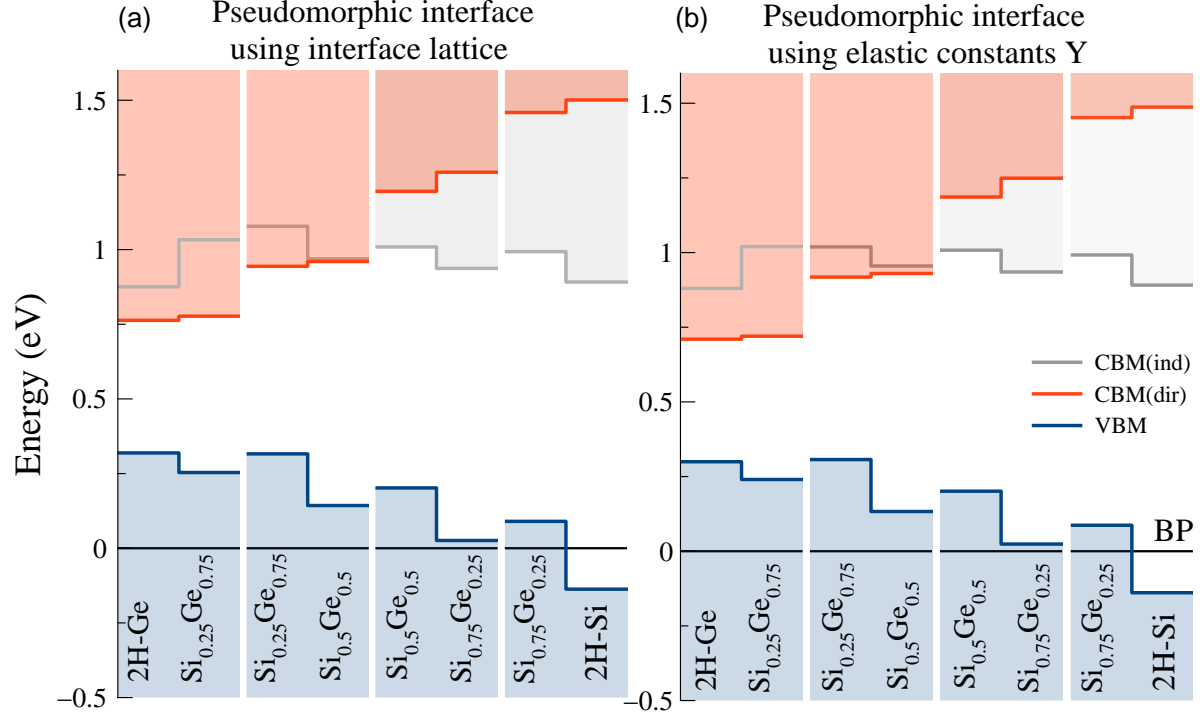 (a)
Pseudomorphic interface
using interface lattice
(b)
Pseudomorphic interface
using elastic constants Y
Energy (eV)
1.5
1
0.5
0
−0.5
2H-Ge
Si0.25Ge0.75
Si0.25Ge0.75
Si0.5Ge0.5
Si0.5Ge0.5
Si0.75Ge0.25
Si0.75Ge0.25
2H-Si
1.5
1
0.5
0
−0.5
CBM(ind)
CBM(dir)
VBM
BP
2H-Ge
Si0.25Ge0.75
Si0.25Ge0.75
Si0.5Ge0.5
Si0.5Ge0.5
Si0.75Ge0.25
Si0.75Ge0.25
2H-Si